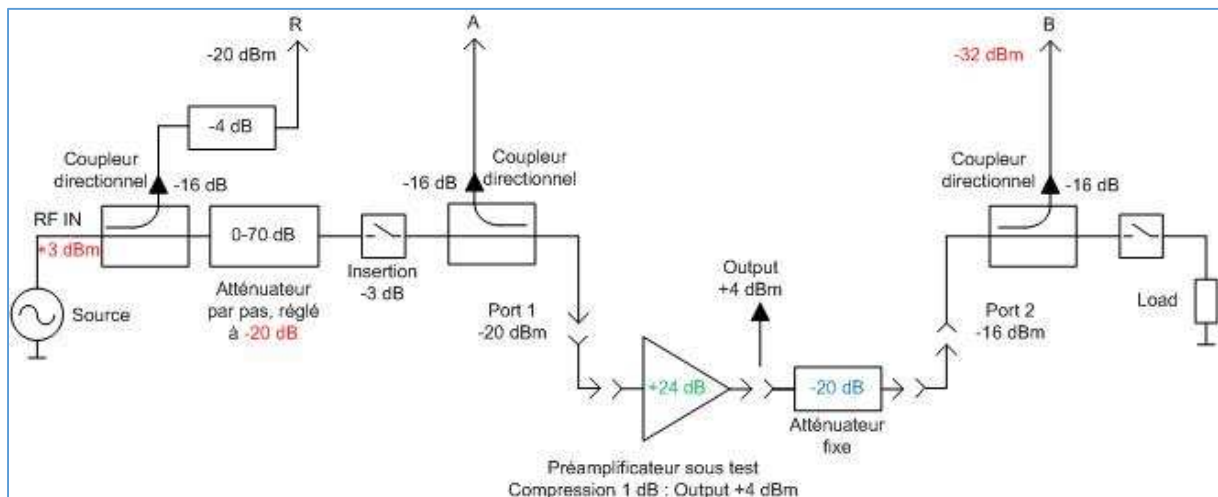 R
A
B
-20 dBm
-32 dBm
-4 dB
Coupleur
directionnel
-16 dB
-16 dB
Coupleur
directionnel
Coupleur
directionnel
-16 dB
RF IN
+3 dBm
0-70 dB
Insertion
-3 dB
Source
Atténuateur
par pas, réglé
à -20 dB
Port 1
-20 dBm
Output
+4 dBm
Port 2
-16 dBm
Load
+24 dB
-20 dB
Atténuateur
fixe
Préamplificateur sous test
Compression 1 dB : Output +4 dBm